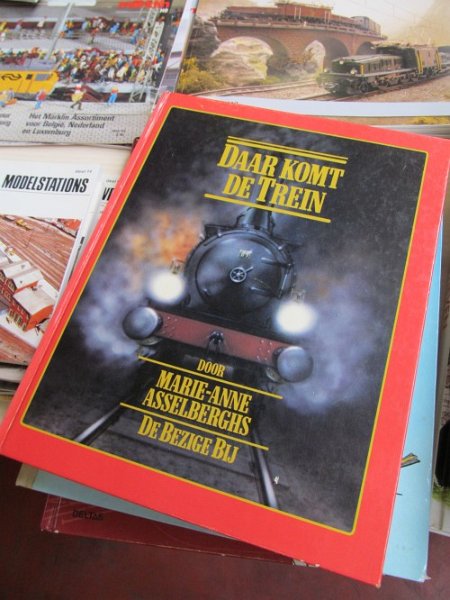 Het Märklin Assortiment
voor België, Nederland
en Luxemburg
MODELSTATIONS
DAAR KOMT
DE TREIN
DOOR
MARIE-ANNE
ASSELBERGHS
DE BEZIGE BIJ
DELTAS